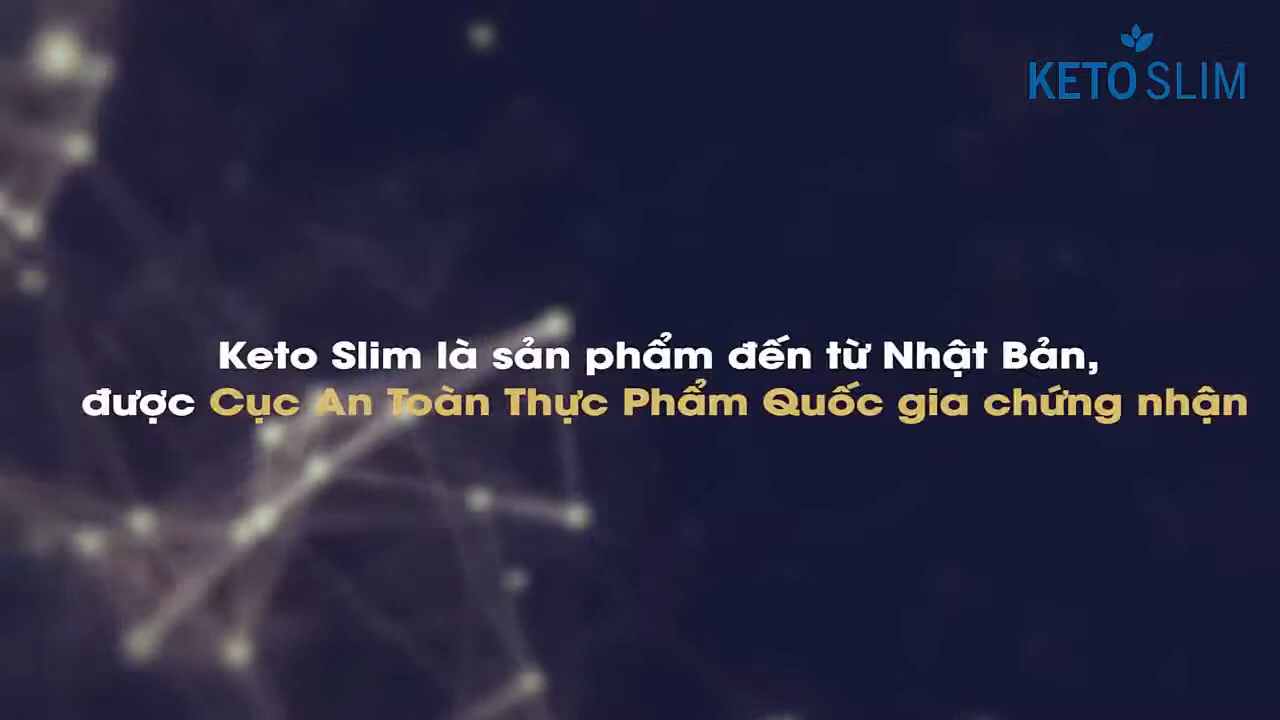 KETO SLIM
Keto Slim là sản phẩm đến từ Nhật Bản,
được Cục An Toàn Thực Phẩm Quốc gia chứng nhận